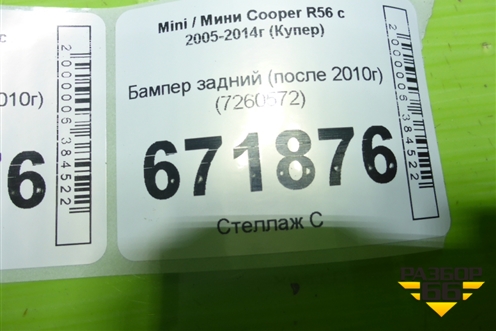 Mini / Мини Cooper R56 с
2005-2014г (Купер)
Бампер задний (после 2010г)
(7260572)
671876
Стеллаж С
2000006384522
с
010г)
6
2000006384522
РАЗБОР
66